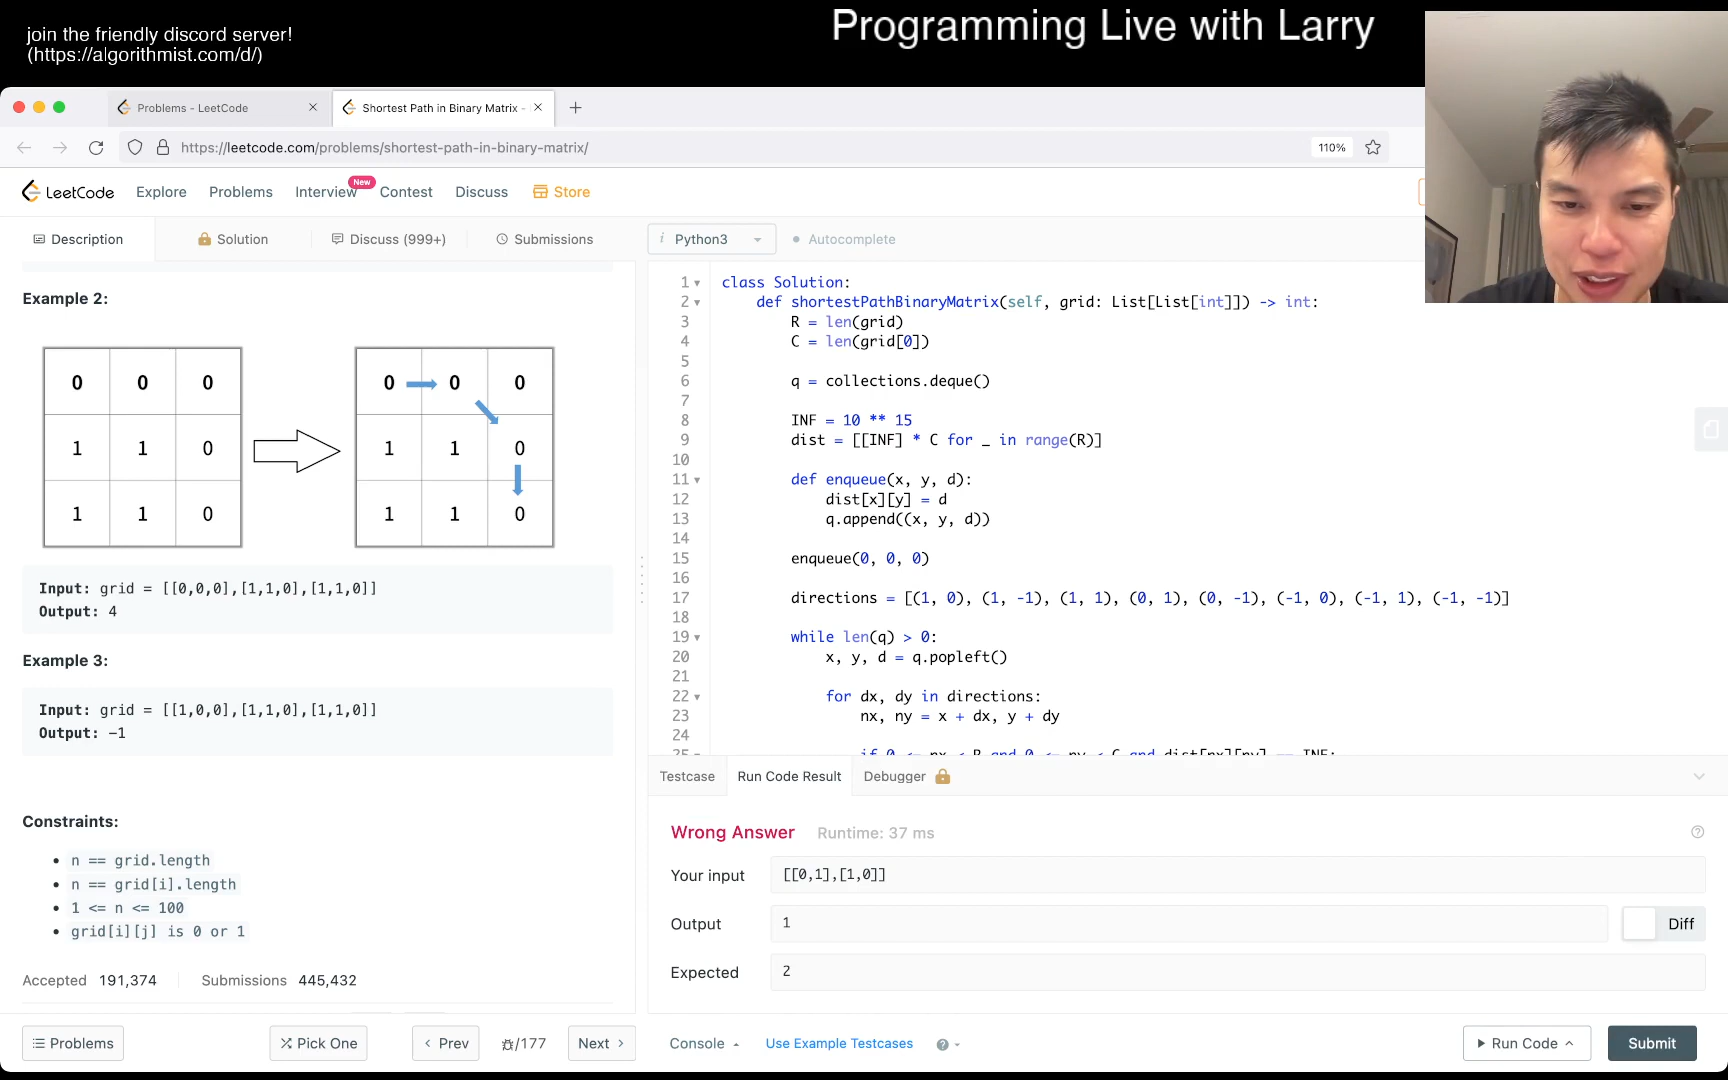 join the friendly discord server!
(https://algorithmist.com/d/)
Programming Live with Larry
Problems - LeetCode
Shortest Path in Binary Matrix -
https://leetcode.com/problems/shortest-path-in-binary-matrix/
110%
LeetCode
Explore
Problems
Interview
New
Contest
Discuss
Store
Description
Solution
Discuss (999+)
Submissions
i Python3
Autocomplete
Example 2:
0 0 0
1 1 0
1 1 0
0 0 0
1 1 0
1 1 0
Input: grid = [[0,0,0],[1,1,0],[1,1,0]]
Output: 4
Example 3:
Input: grid = [[1,0,0],[1,1,0],[1,1,0]]
Output: -1
Constraints:
n == grid.length
n == grid[i].length
1 <= n <= 100
grid[i][j] is 0 or 1
Accepted 191,374
Submissions 445,432
Problems
Pick One
Prev
/177
Next
1 class Solution:
2 def shortestPathBinaryMatrix(self, grid: List[List[int]]) -> int:
3 R = len(grid)
4 C = len(grid[0])
5
6 q = collections.deque()
7
8 INF = 10 ** 15
9 dist = [[INF] * C for _ in range(R)]
10
11 def enqueue(x, y, d):
12 dist[x][y] = d
13 q.append((x, y, d))
14
15 enqueue(0, 0, 0)
16
17 directions = [(1, 0), (1, -1), (1, 1), (0, 1), (0, -1), (-1, 0), (-1, 1), (-1, -1)]
18
19 while len(q) > 0:
20 x, y, d = q.popleft()
21
22 for dx, dy in directions:
23 nx, ny = x + dx, y + dy
24
25 if 0 <= nx < R and 0 <= ny < C and dist[nx][ny] == INF:
Testcase
Run Code Result
Debugger
Wrong Answer
Runtime: 37 ms
Your input
[[0,1],[1,0]]
Output
1
Diff
Expected
2
Console
Use Example Testcases
Run Code
Submit